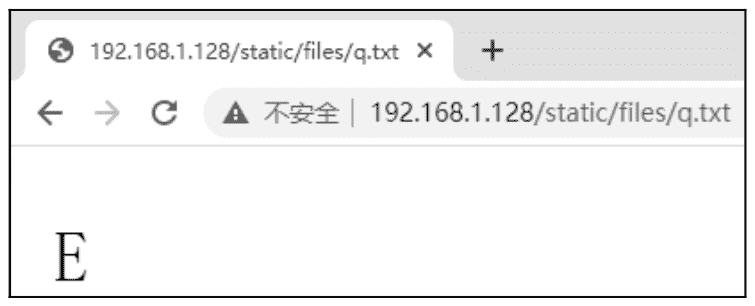 192.168.1.128/static/files/q.txt
不安全 | 192.168.1.128/static/files/q.txt
E